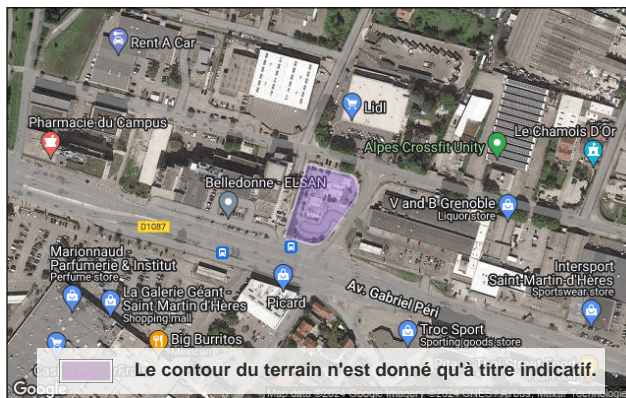 Rent A Car
Lidl
Pharmacie du Campus
Alpes Crossfit Unity
Le Chamois D'Or
Belledonne - ELSAN
V and B Grenoble
Liquor store
D1087
Marionnaud -
Parfumerie & Institut
Perfume store
Intersport
Saint Martin-d'Hères
Sportswear store
La Galerie Géant -
Saint Martin d'Hères
Shopping mall
Picard
Av. Gabriel Péri
Troc Sport
Sporting goods store
Big Burritos
Mexican
Le contour du terrain n'est donné qu'à titre indicatif.
Google
Map data ©2024 Google Imagery ©2024 CNES / Airbus, Maxar Technologies